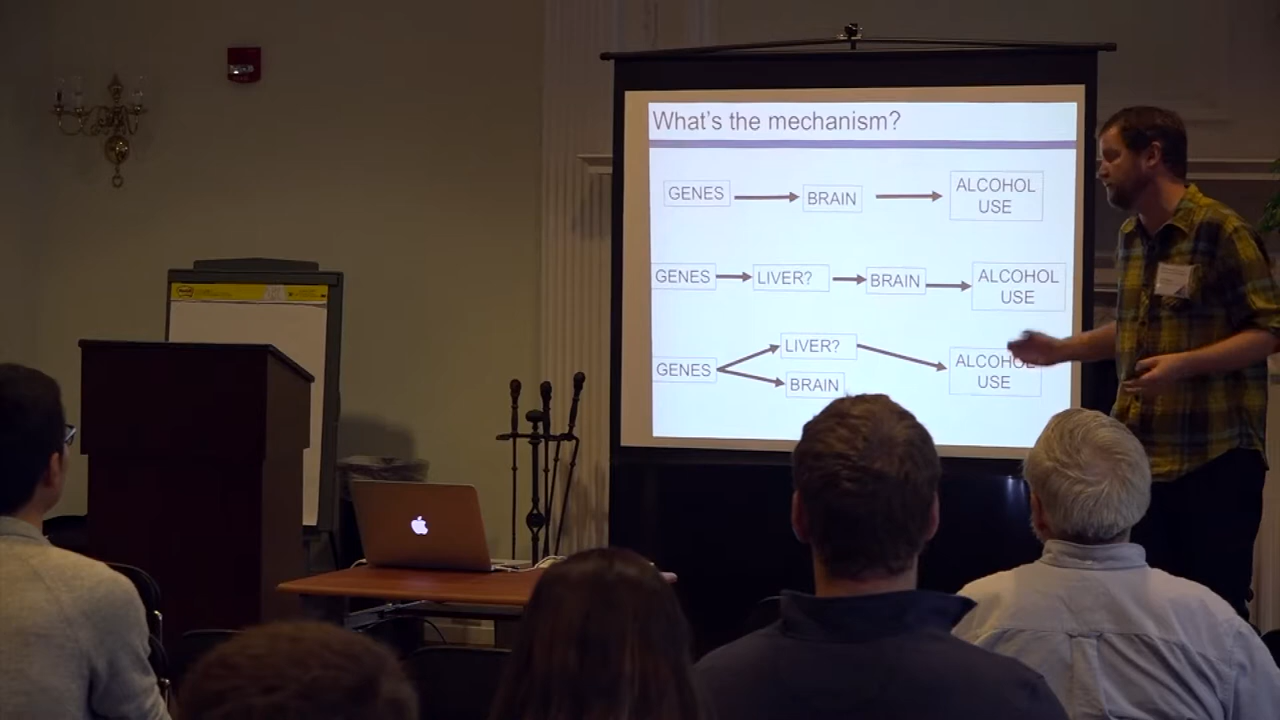 What's the mechanism?
GENES
BRAIN
ALCOHOL
USE
GENES
LIVER?
BRAIN
ALCOHOL
USE
GENES
LIVER?
BRAIN
ALCOHOL
USE